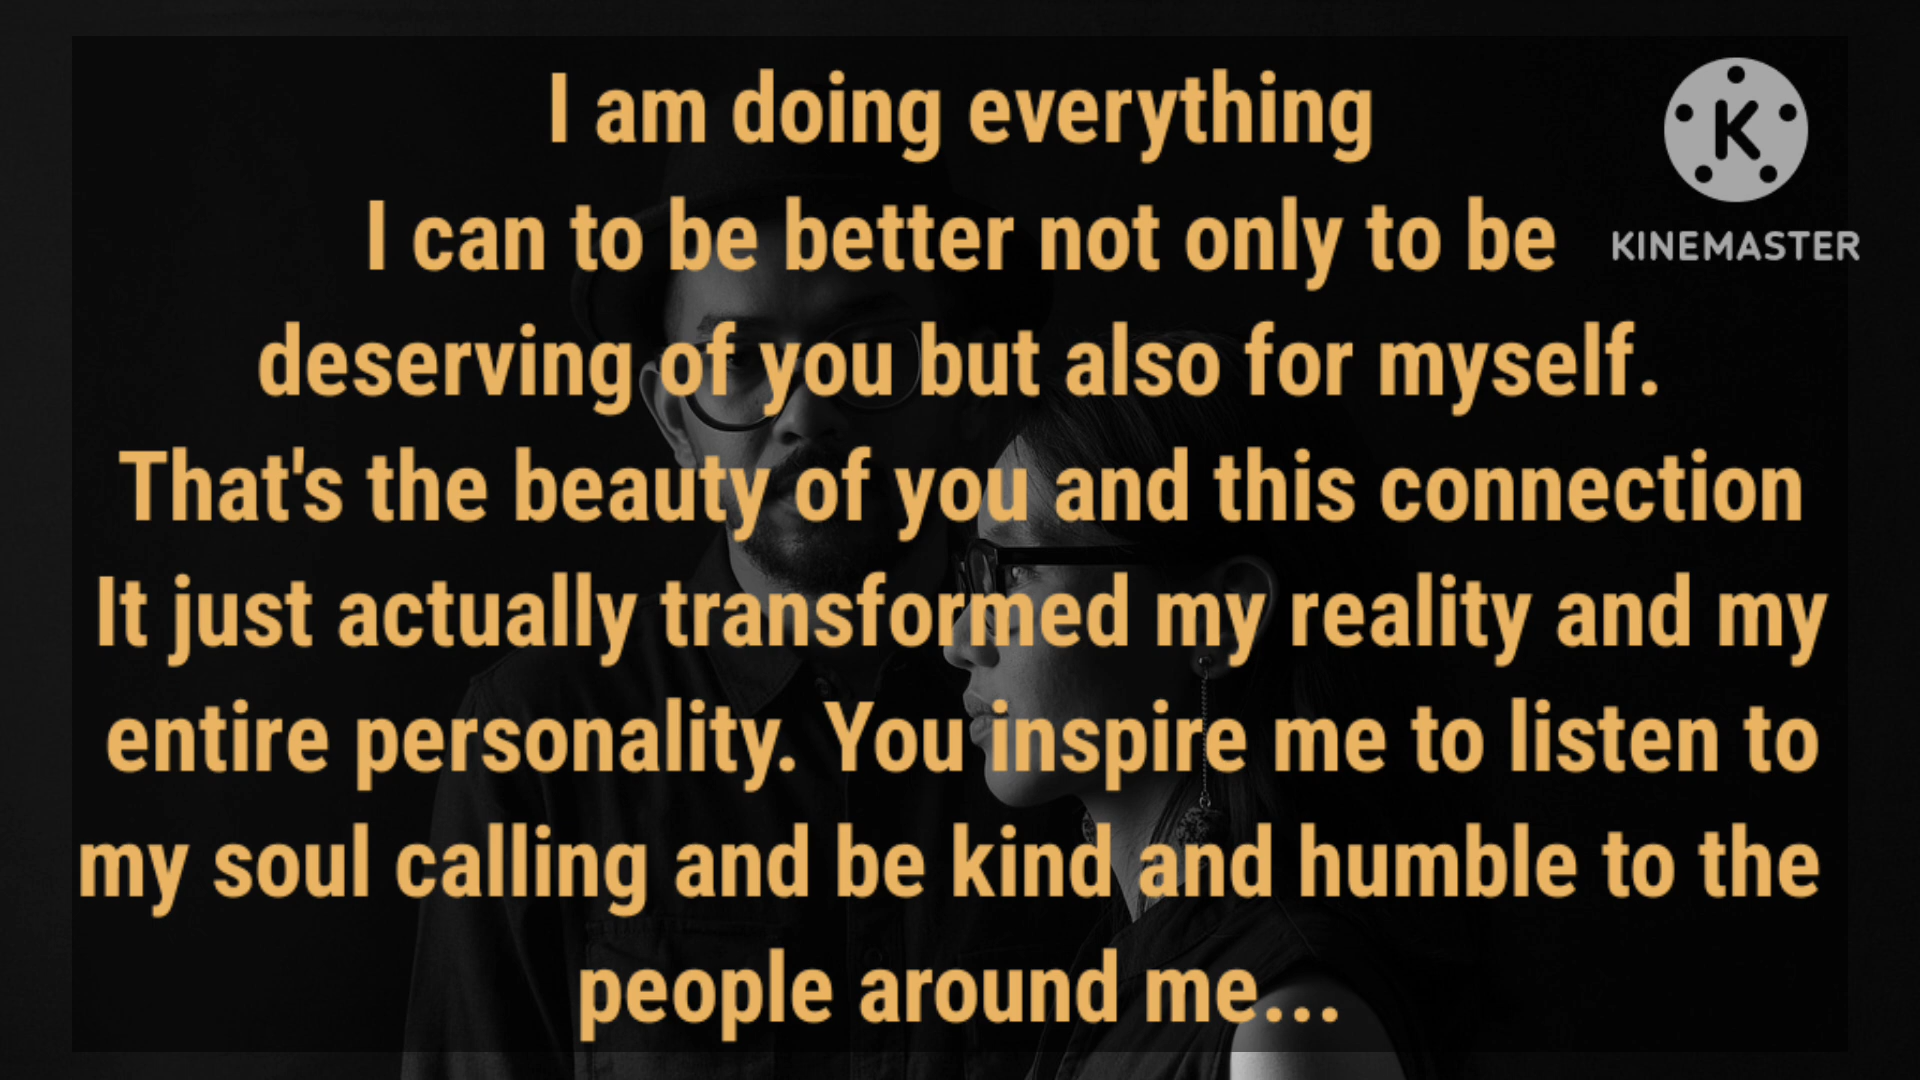 I am doing everything
I can to be better not only to be
deserving of you but also for myself.
That's the beauty of you and this connection
It just actually transformed my reality and my
entire personality. You inspire me to listen to
my soul calling and be kind and humble to the
people around me...
K
KINEMASTER